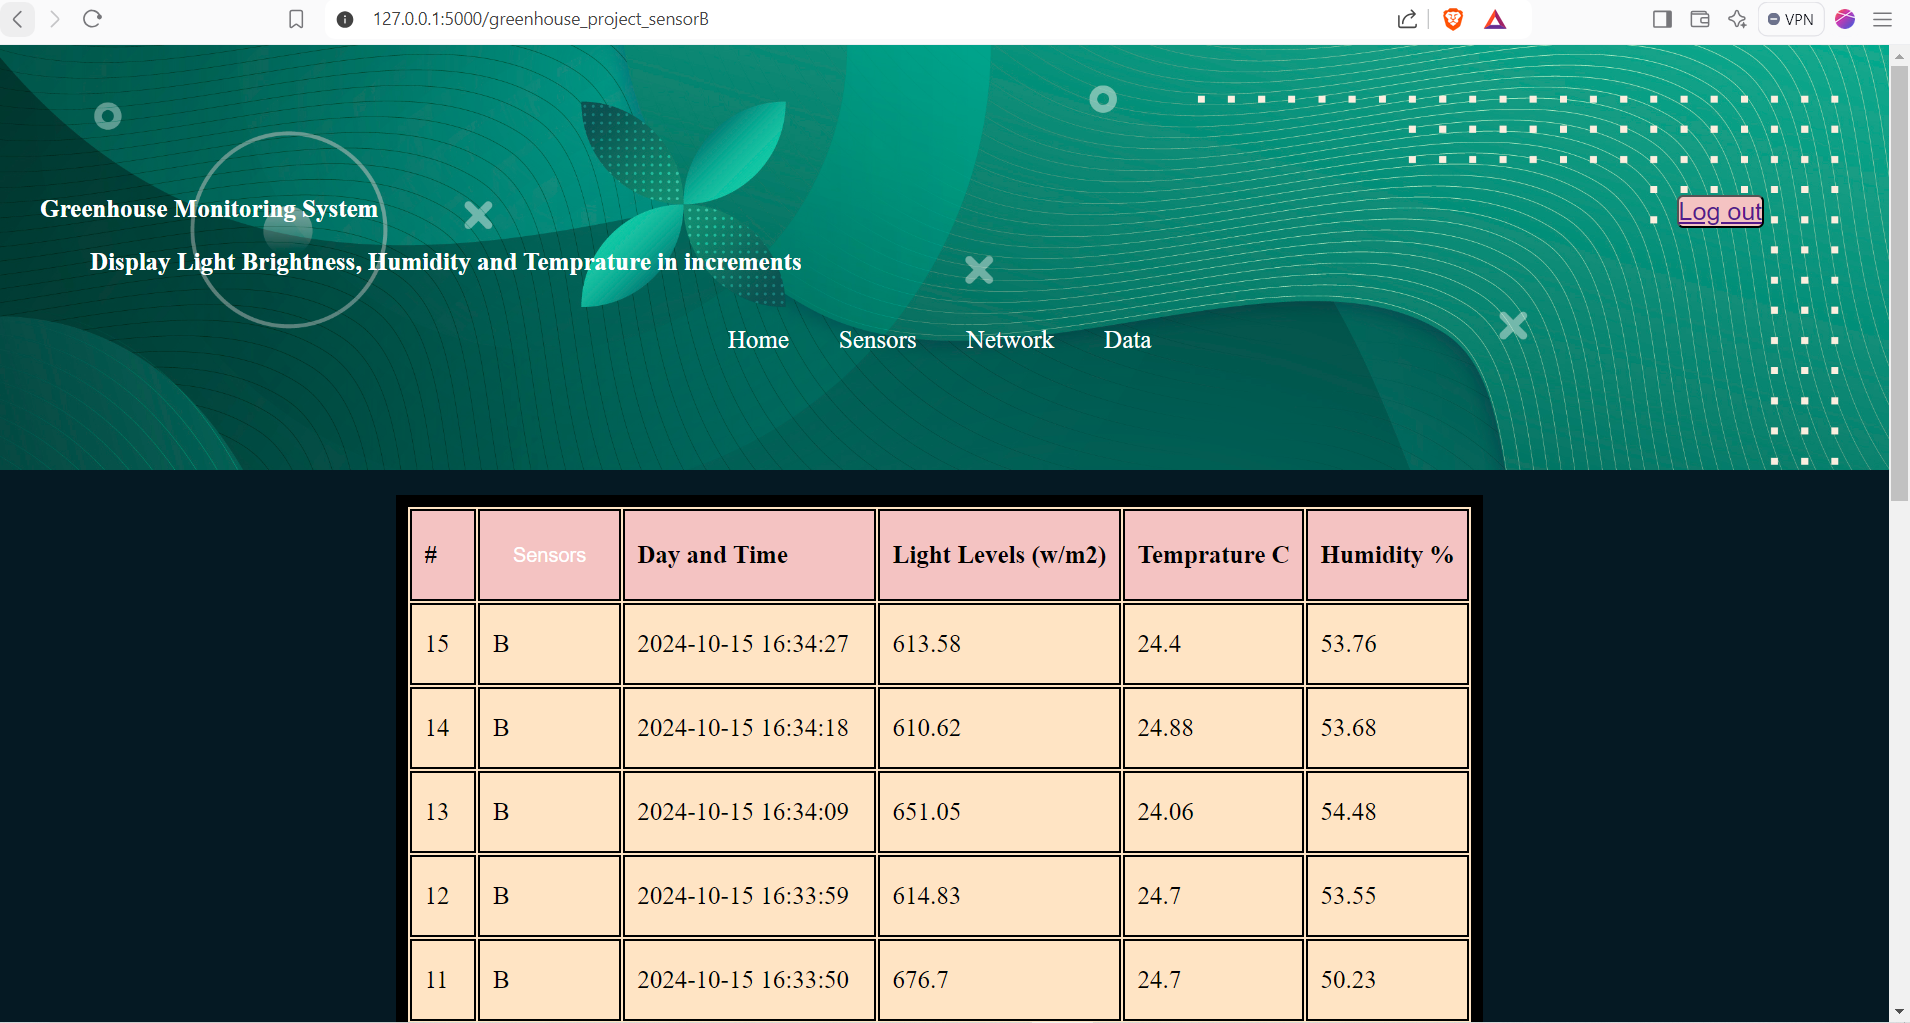 127.0.0.1:5000/greenhouse_project_sensorB
VPN
Greenhouse Monitoring System
Log out
Display Light Brightness, Humidity and Temprature in increments
Home Sensors Network Data
# Sensors Day and Time Light Levels (w/m2) Temprature C Humidity %
15 B 2024-10-15 16:34:27 613.58 24.4 53.76
14 B 2024-10-15 16:34:18 610.62 24.88 53.68
13 B 2024-10-15 16:34:09 651.05 24.06 54.48
12 B 2024-10-15 16:33:59 614.83 24.7 53.55
11 B 2024-10-15 16:33:50 676.7 24.7 50.23